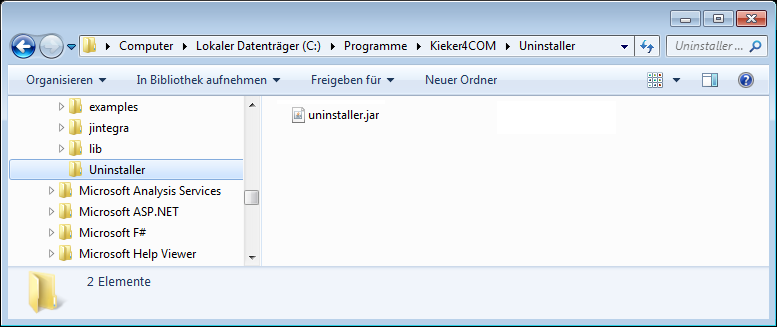 Computer Lokaler Datenträger (C:) Programme Kieker4COM Uninstaller Uninstaller ...
Organisieren In Bibliothek aufnehmen Freigeben für Neuer Ordner
examples
uninstaller.jar
jintegra
lib
Uninstaller
Microsoft Analysis Services
Microsoft ASP.NET
Microsoft F#
Microsoft Help Viewer
2 Elemente